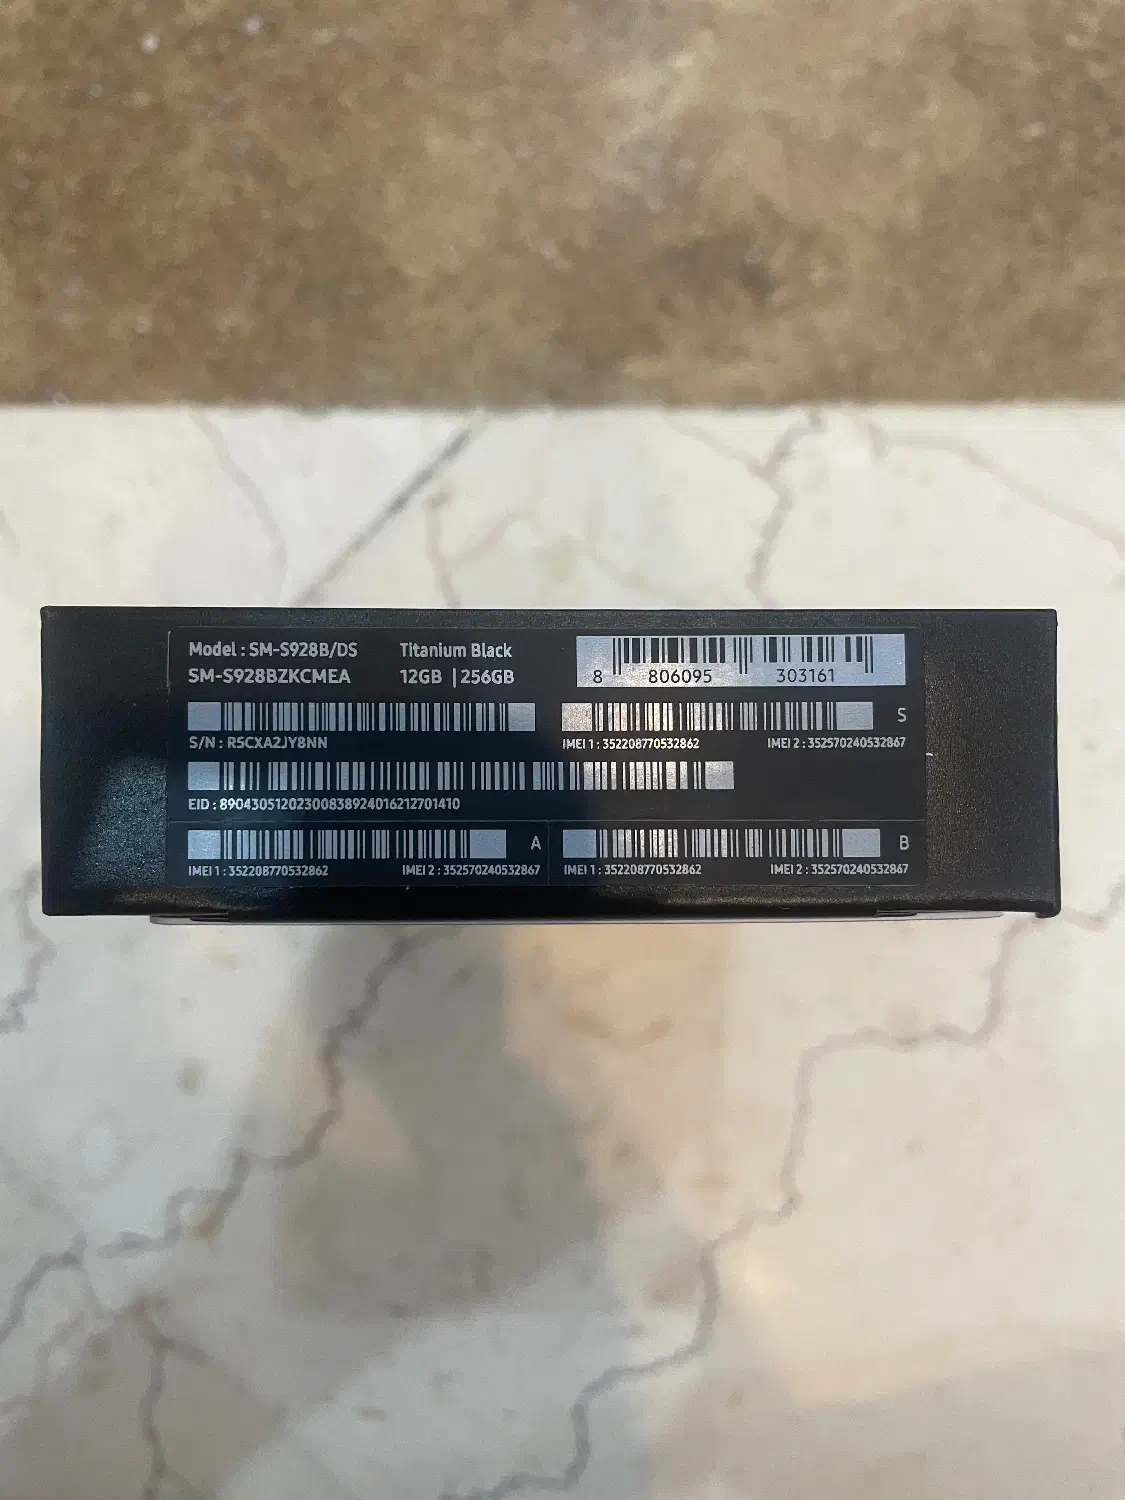 Model : SM-S928B/DS Titanium Black
SM-S928BZKCMEA 12GB | 256GB
8 806095 303161
S/N : R5CXA2JY8NN
S
IMEI 1 : 352208770532862 IMEI 2 : 352570240532867
EID : 89043051202300838924016212701410
A
IMEI 1 : 352208770532862 IMEI 2 : 352570240532867
B
IMEI 1 : 352208770532862 IMEI 2 : 352570240532867